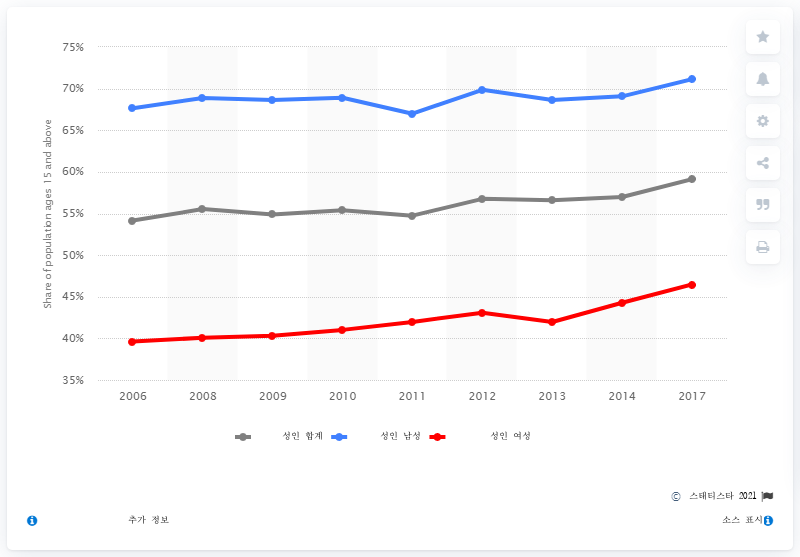 75%
70%
65%
60%
55%
50%
45%
40%
35%
Share of population ages 15 and above
2006 2008 2009 2010 2011 2012 2013 2014 2017
성인 합계 성인 남성 성인 여성
© 스태티스타 2021
추가 정보 소스 표시